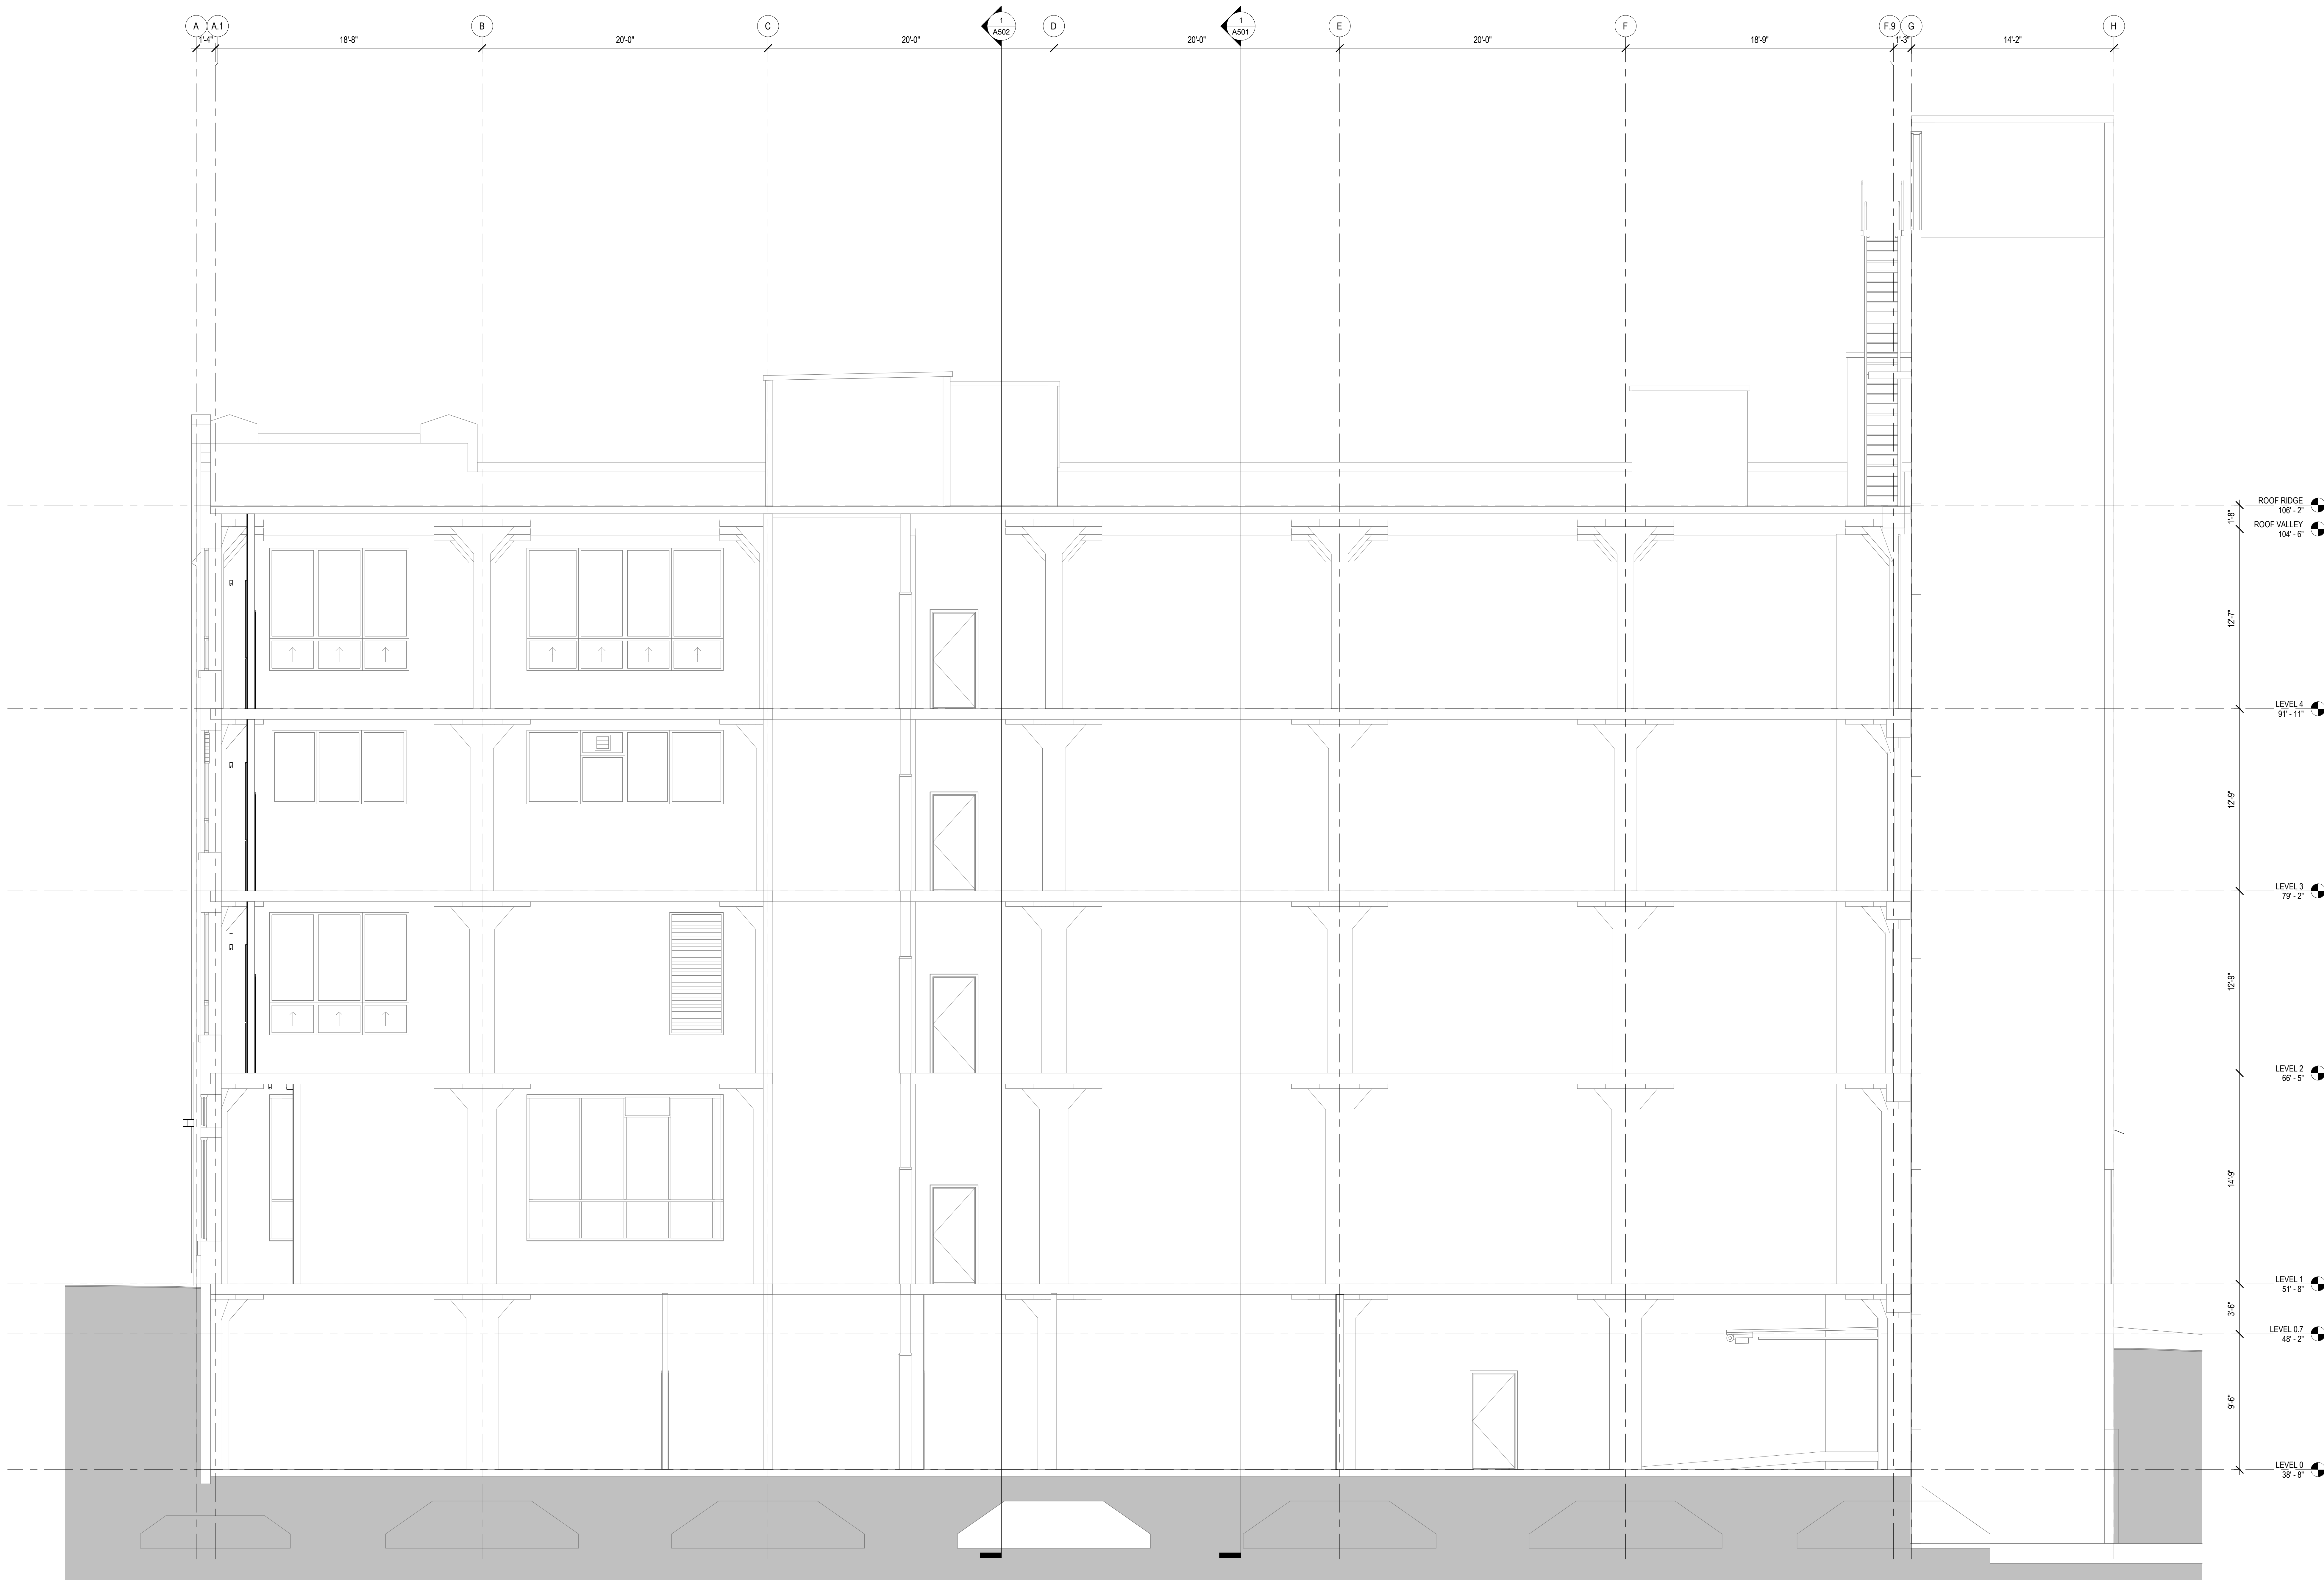 A
A.1
B
C
1
A502
D
1
A501
E
F
F.9
G
H
1'-4"
18'-8"
20'-0"
20'-0"
20'-0"
20'-0"
18'-9"
1'-3"
14'-2"
ROOF RIDGE
106' - 2"
1'-8"
ROOF VALLEY
104' - 6"
12'-7"
LEVEL 4
91' - 11"
12'-9"
LEVEL 3
79' - 2"
12'-9"
LEVEL 2
66' - 5"
14'-9"
LEVEL 1
51' - 8"
3'-6"
LEVEL 0.7
48' - 2"
9'-6"
LEVEL 0
38' - 8"